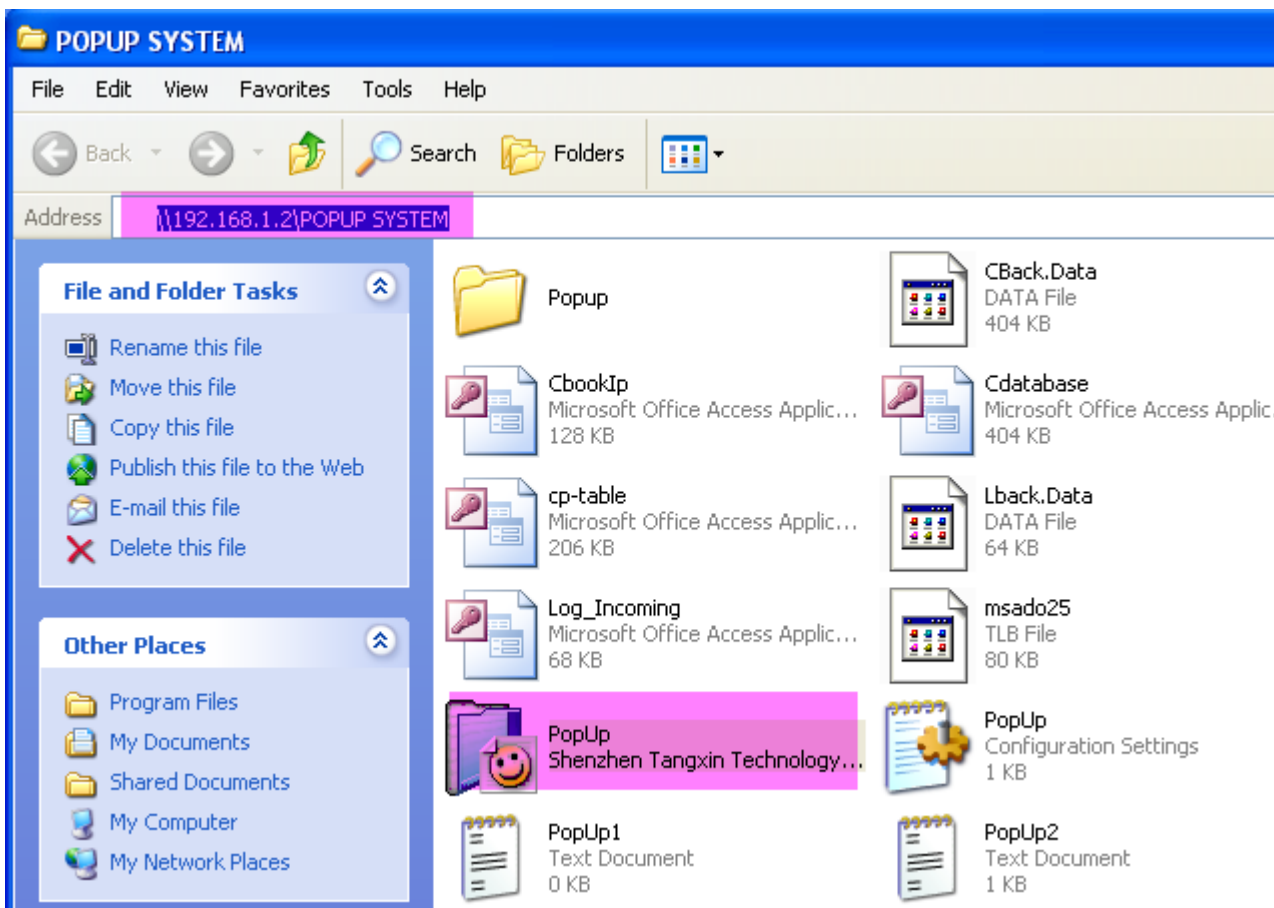 POPUP SYSTEM
File Edit View Favorites Tools Help
Back Search Folders
Address \\192.168.1.2\POPUP SYSTEM
File and Folder Tasks
Rename this file
Move this file
Copy this file
Publish this file to the Web
E-mail this file
Delete this file
Other Places
Program Files
My Documents
Shared Documents
My Computer
My Network Places
Popup
CBack.Data
DATA File
404 KB
CbookIp
Microsoft Office Access Applic...
128 KB
Cdatabase
Microsoft Office Access Applic.
404 KB
cp-table
Microsoft Office Access Applic...
206 KB
Lback.Data
DATA File
64 KB
Log_Incoming
Microsoft Office Access Applic...
68 KB
msado25
TLB File
80 KB
PopUp
Shenzhen Tangxin Technology...
PopUp
Configuration Settings
1 KB
PopUp1
Text Document
0 KB
PopUp2
Text Document
1 KB